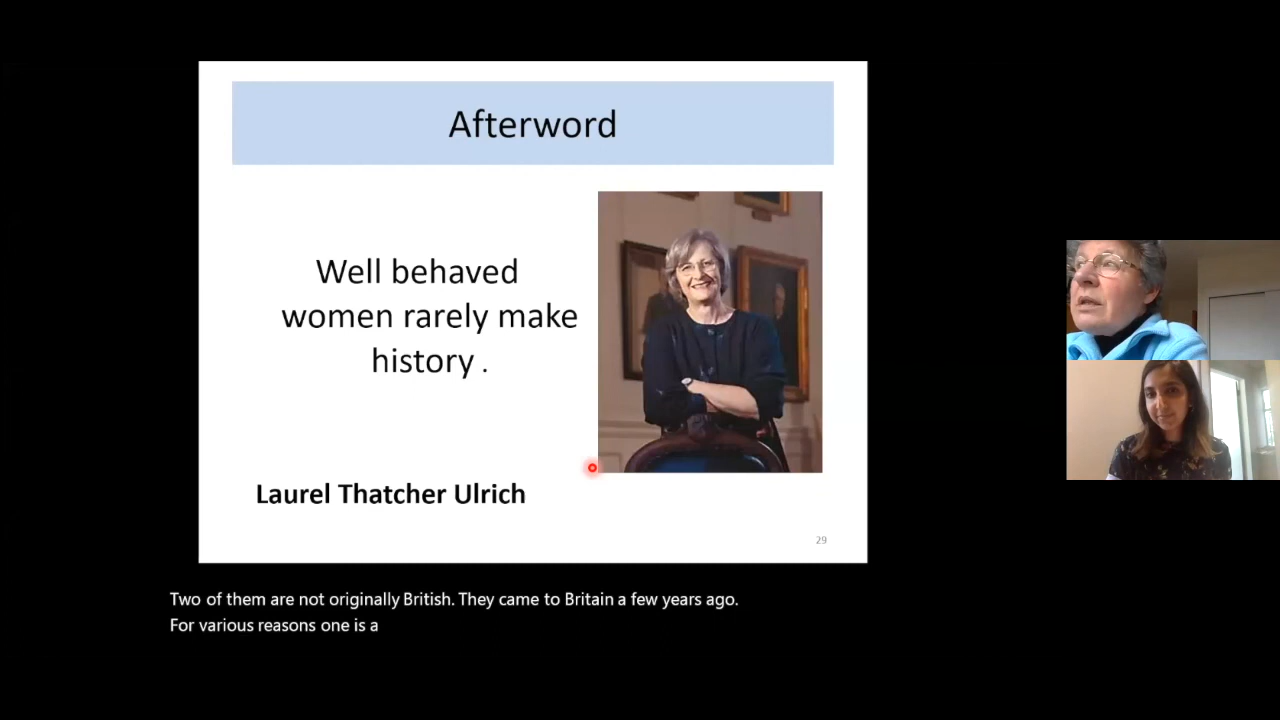 Afterword
Well behaved
women rarely make
history .
Laurel Thatcher Ulrich
29
Two of them are not originally British. They came to Britain a few years ago.
For various reasons one is a